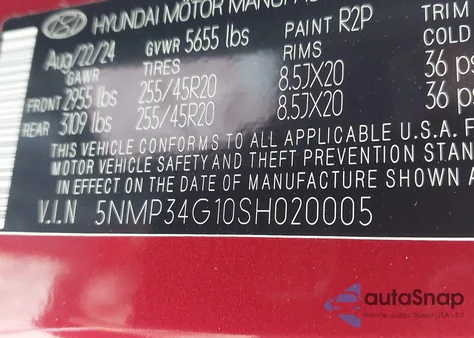 HYUNDAI MOTOR MANUFAC
Aug/22/24 GVWR 5655 lbs PAINT R2P TRIM
GAWR TIRES RIMS COLD
FRONT 2955 lbs 255/45R20 8.5JX20 36 ps
REAR 3109 lbs 255/45R20 8.5JX20 36 ps
THIS VEHICLE CONFORMS TO ALL APPLICABLE U.S.A. F
MOTOR VEHICLE SAFETY AND THEFT PREVENTION STAN
IN EFFECT ON THE DATE OF MANUFACTURE SHOWN A
V.I.N 5NMP34G10SH020005
autaSnap